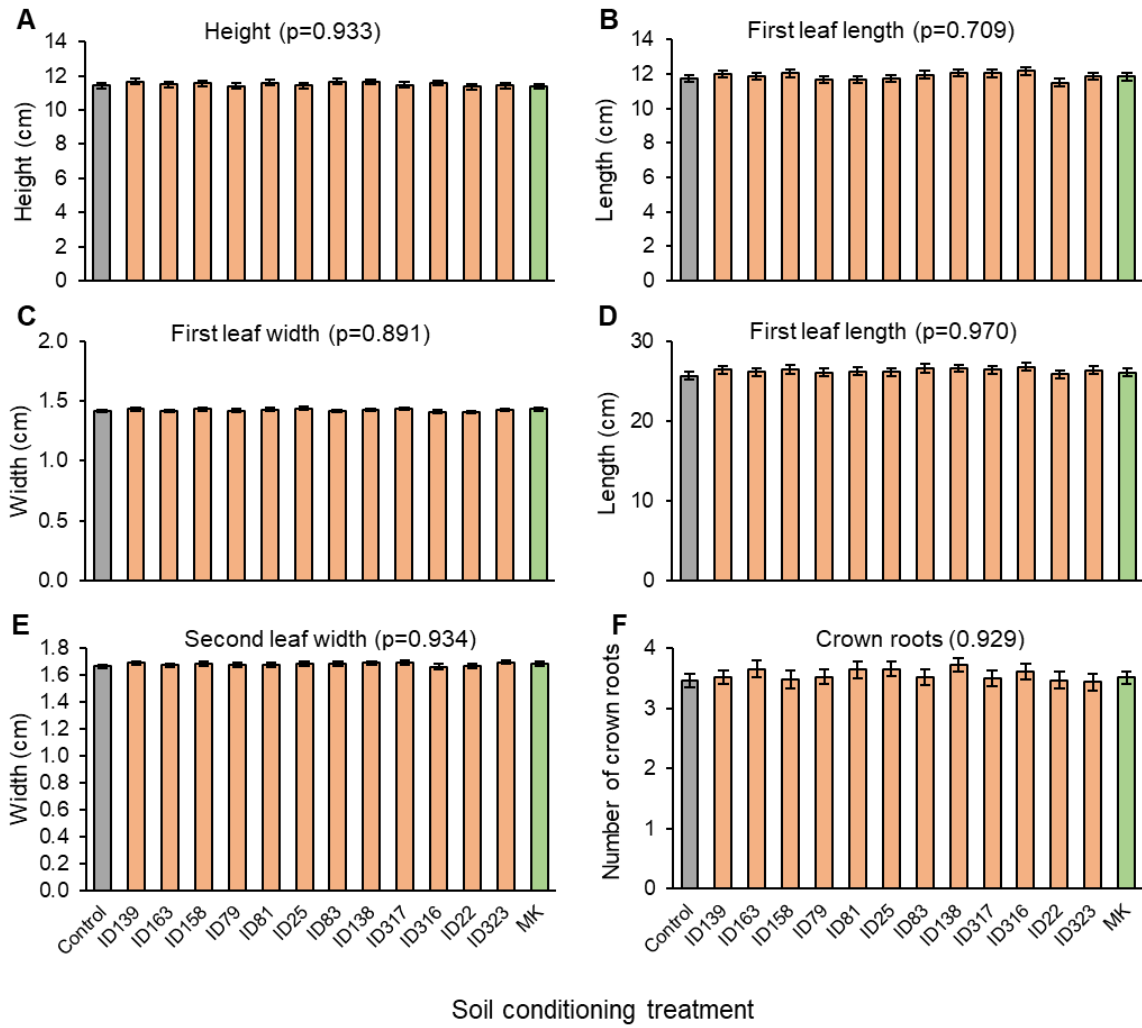 A
Height (p=0.933)
Height (cm)
14
12
10
8
6
4
2
0
B
First leaf length (p=0.709)
Length (cm)
14
12
10
8
6
4
2
0
C
First leaf width (p=0.891)
Width (cm)
2.0
1.5
1.0
0.5
0.0
D
First leaf length (p=0.970)
Length (cm)
30
20
10
0
E
Second leaf width (p=0.934)
Width (cm)
1.8
1.6
1.4
1.2
1.0
0.8
0.6
0.4
0.2
0.0
Control
ID139
ID163
ID158
ID79
ID81
ID25
ID83
ID138
ID317
ID316
ID22
ID323
MK
F
Crown roots (0.929)
Number of crown roots
4
3
2
1
0
Control
ID139
ID163
ID158
ID79
ID81
ID25
ID83
ID138
ID317
ID316
ID22
ID323
MK
Soil conditioning treatment